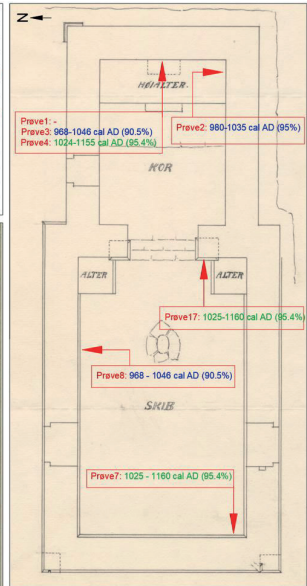 N
HØIALTER.
Prøve1: -
Prøve3: 968-1046 cal AD (90.5%)
Prøve4: 1024-1155 cal AD (95.4%)
Prøve2: 980-1035 cal AD (95%)
KOR
ALTER
ALTER
Prøve17: 1025-1160 cal AD (95.4%)
Prøve8: 968 - 1046 cal AD (90.5%)
SKIB
Prøve7: 1025 - 1160 cal AD (95.4%)